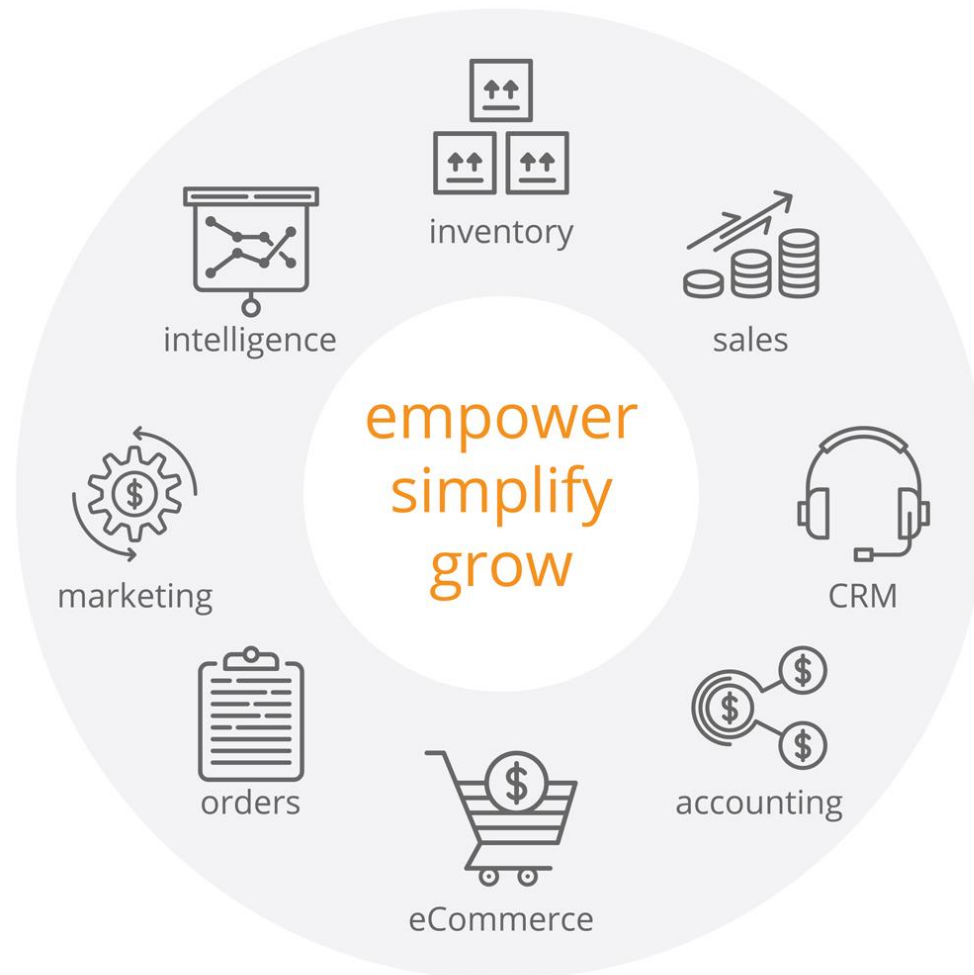 inventory
sales
CRM
accounting
eCommerce
orders
marketing
intelligence
empower
simplify
grow
$
$
$
$
$